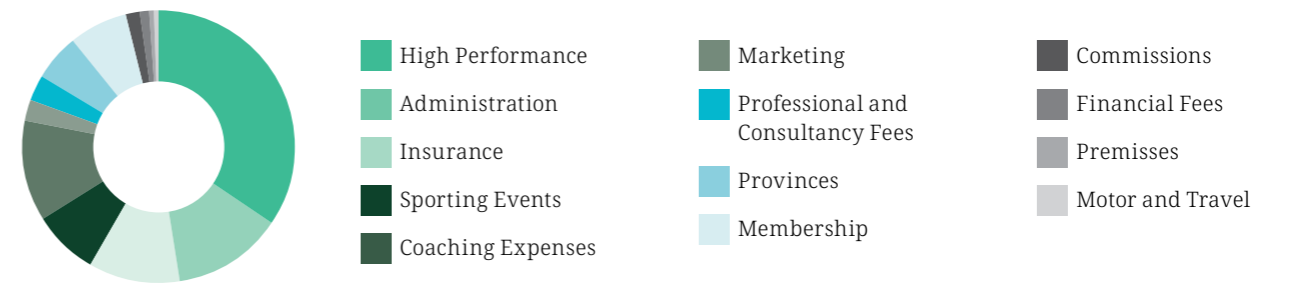 High Performance
Administration
Insurance
Sporting Events
Coaching Expenses
Marketing
Professional and
Consultancy Fees
Provinces
Membership
Commissions
Financial Fees
Premisses
Motor and Travel